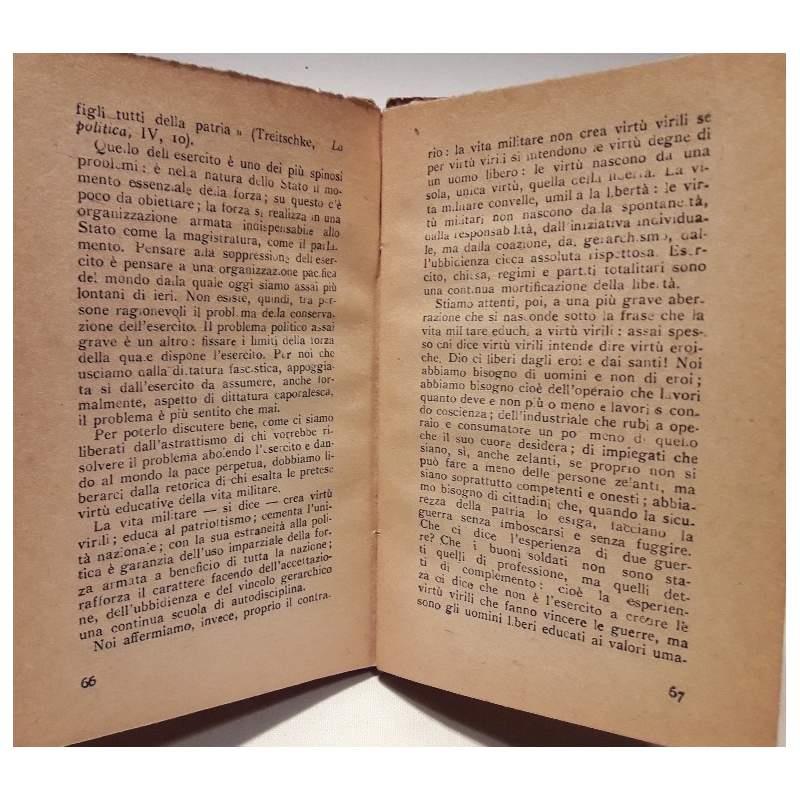 figli tutti della patria » (Treitschke, La
politica, IV, 10).
Quello dell esercito è uno dei più spinosi
problemi: è nella natura dello Stato il mo-
mento essenziale della forza; su questo c'è
poco da obiettare; la forza si realizza in una
organizzazione armata indispensabile allo
Stato come la magistratura, come il parla-
mento. Pensare alla soppressione dell'eser-
cito è pensare a una organizzazione pacifica
del mondo dalla quale oggi siamo assai più
lontani di ieri. Non esiste, quindi, tra per-
sone ragionevoli il problema della conserva-
zione dell'esercito. Il problema politico assai
grave è un altro: fissare i limiti della forza
della quale dispone l'esercito. Per noi che
usciamo dalla dittatura fascistica, appoggia-
ta si dall'esercito da assumere, anche for-
malmente, aspetto di dittatura caporalesca,
il problema è più sentito che mai.
Per poterlo discutere bene, come ci siamo
liberati dall'astrattismo di chi vorrebbe ri-
solvere il problema abolendo l'esercito e dan-
do al mondo la pace perpetua, dobbiamo li-
berarci dalla retorica di chi esalta le pretese
virtù educative della vita militare.
La vita militare — si dice — crea virtù
virili; educa al patriottismo; cementa l'uni-
tà nazionale; con la sua estraneità alla poli-
tica è garanzia dell'uso imparziale della for-
za armata a beneficio di tutta la nazione;
rafforza il carattere facendo dell'accettazio-
ne, dell'ubbidienza e del vincolo gerarchico
una continua scuola di autodisciplina.
Noi affermiamo, invece, proprio il contra-
66
rio: la vita militare non crea virtù virili se
per virtù virili si intendono le virtù degne di
un uomo libero: le virtù nascono da una
sola, unica virtù, quella della libertà. La vi-
ta militare convelle, umilia la libertà: le vir-
tù militari non nascono dalla spontaneità,
dalla responsabilità, dall'iniziativa individua-
le, ma dalla coazione, da gerarchismo, dal-
l'ubbidienza cieca assoluta rispettosa. Eser-
cito, chiesa, regimi e partiti totalitari sono
una continua mortificazione della libertà.
Stiamo attenti, poi, a una più grave aber-
razione che si nasconde sotto la frase che la
vita militare educhi a virtù virili: assai spes-
so chi dice virtù virili intende dire virtù eroi-
che. Dio ci liberi dagli eroi e dai santi! Noi
abbiamo bisogno di uomini e non di eroi;
abbiamo bisogno cioè dell'operaio che lavori
quanto deve e non più o meno e lavori s con
do coscienza; dell'industriale che rubi a ope-
raio e consumatore un po' meno di quello
che il suo cuore desidera; di impiegati che
siano, sì, anche zelanti, se proprio non si
può fare a meno delle persone zelanti, ma
siano soprattutto competenti e onesti; abbia-
mo bisogno di cittadini che, quando la sicu-
rezza della patria lo esiga, facciano la
guerra senza imboscarsi e senza fuggire.
Che ci dice l'esperienza di due guer-
re? Che i buoni soldati non sono sta-
ti quelli di professione, ma quelli det-
ti di complemento: cioè la esperien-
za ci dice che non è l'esercito a creare le
virtù virili che fanno vincere le guerre, ma
sono gli uomini liberi educati ai valori uma-
67